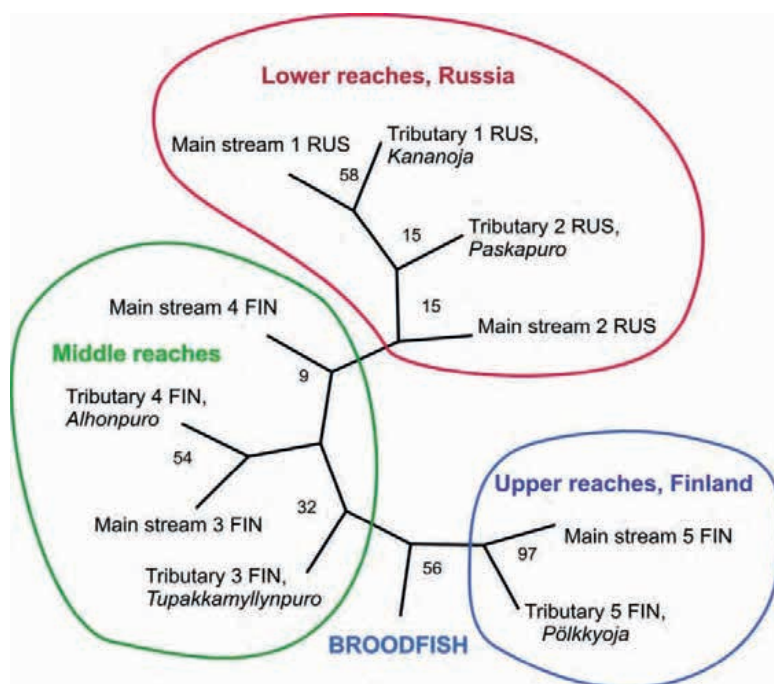 Lower reaches, Russia
Main stream 1 RUS
Tributary 1 RUS,
Kananoja
58
15
Tributary 2 RUS,
Paskapuro
15
Main stream 2 RUS
Main stream 4 FIN
Middle reaches
9
Tributary 4 FIN,
Alhonpuro
54
Main stream 3 FIN
32
Tributary 3 FIN,
Tupakkamyllynpuro
56
BROODFISH
Upper reaches, Finland
Main stream 5 FIN
97
Tributary 5 FIN,
Pölkkyoja